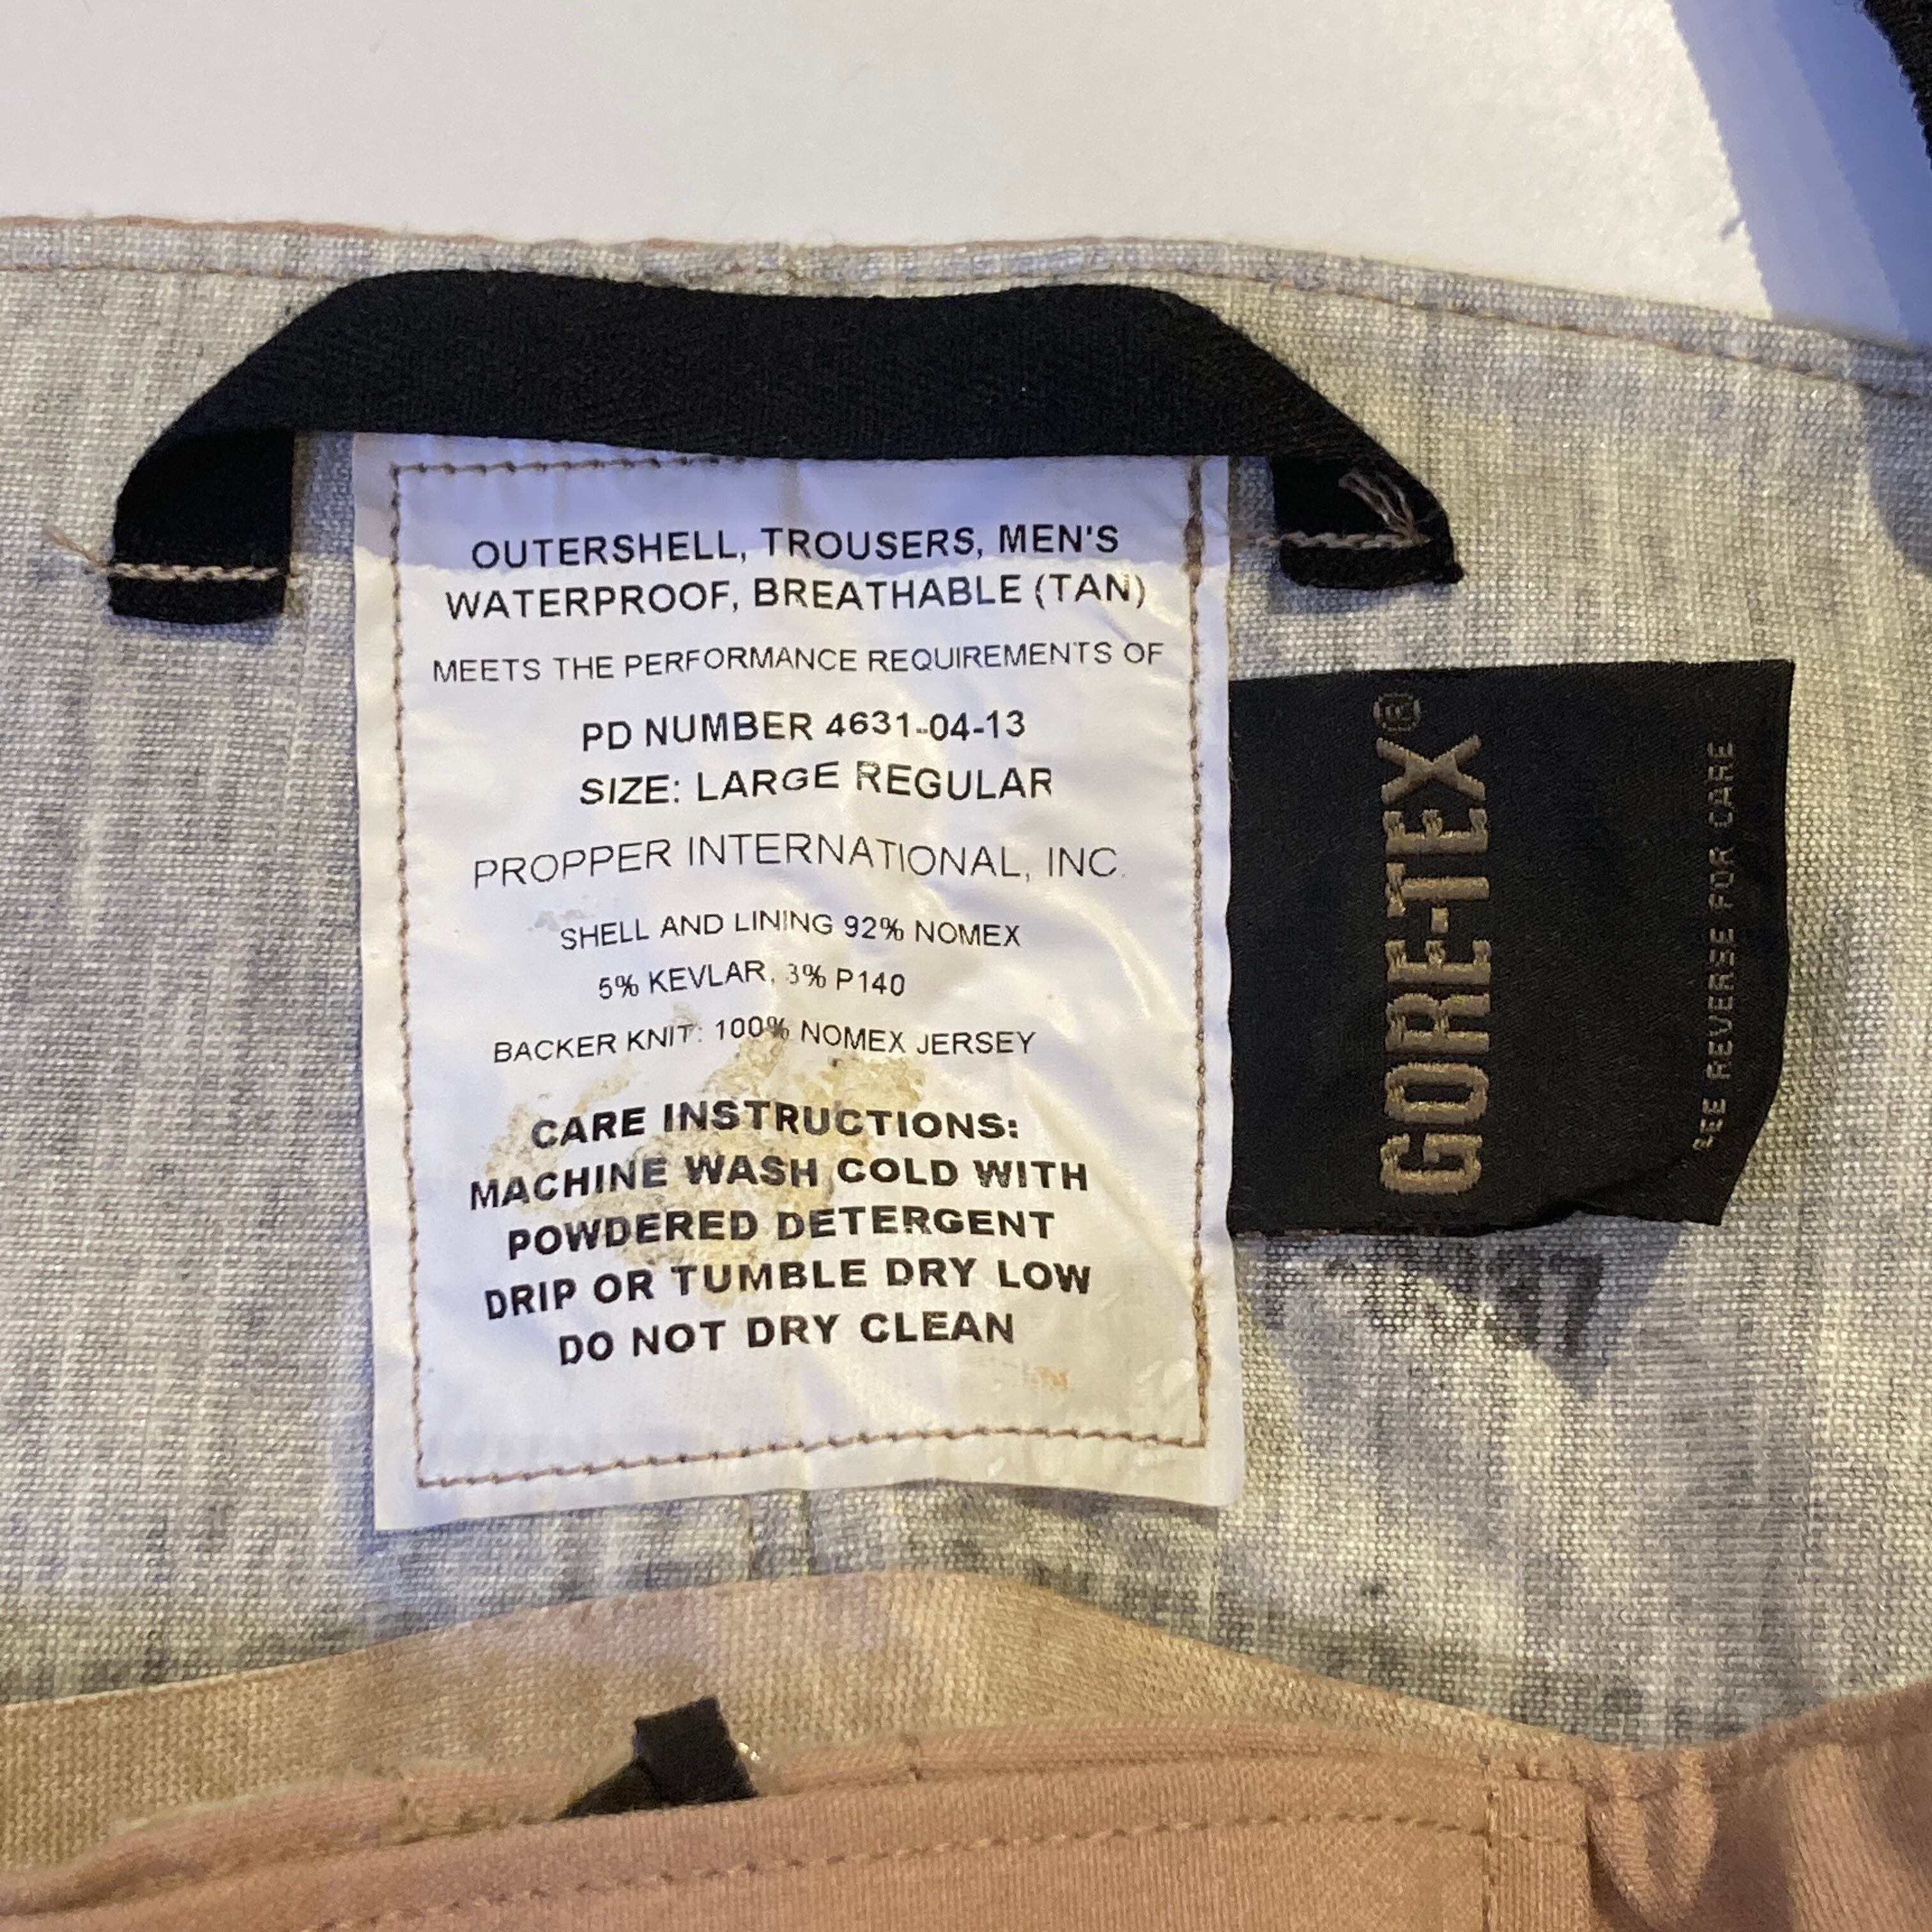 OUTERSHELL, TROUSERS, MEN'S
WATERPROOF, BREATHABLE (TAN)
MEETS THE PERFORMANCE REQUIREMENTS OF
PD NUMBER 4631-04-13
SIZE: LARGE REGULAR
PROPPER INTERNATIONAL, INC.
SHELL AND LINING 92% NOMEX
5% KEVLAR, 3% P140
BACKER KNIT: 100% NOMEX JERSEY
CARE INSTRUCTIONS:
MACHINE WASH COLD WITH
POWDERED DETERGENT
DRIP OR TUMBLE DRY LOW
DO NOT DRY CLEAN
GORE-TEX®
SEE REVERSE FOR CARE